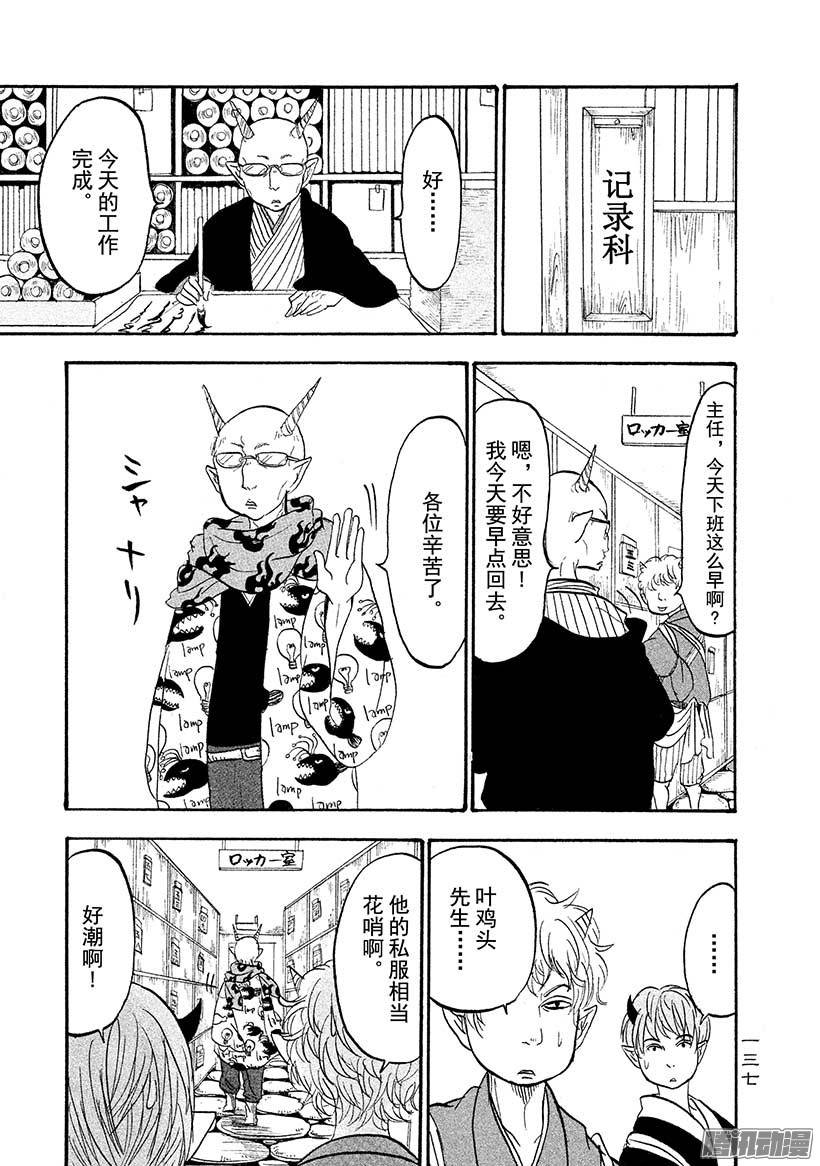 记录科
好……
今天的工作
完成。
ロッカー室
主任，今天下班这么早啊？
嗯，不好意思！
我今天要早点回去。
各位辛苦了。
シャナリ
lamp
lamp
lamp
lamp
lamp
………
叶鸡头
先生……
ロッカー室
他的私服相当
花哨啊。
好潮啊！
一三七
腾讯动漫